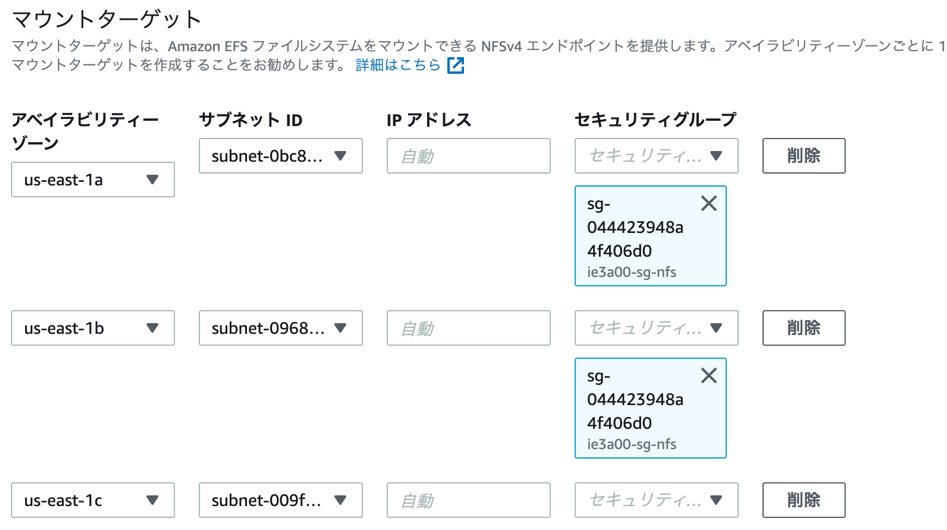 マウントターゲット
マウントターゲットは、Amazon EFS ファイルシステムをマウントできる NFSv4 エンドポイントを提供します。アベイラビリティーゾーンごとに 1
マウントターゲットを作成することをお勧めします。 詳細はこちら
アベイラビリティーゾーン サブネット ID IP アドレス セキュリティグループ
us-east-1a subnet-0bc8... 自動 セキュリティ... 削除
sg-
044423948a
4f406d0
ie3a00-sg-nfs
us-east-1b subnet-0968... 自動 セキュリティ... 削除
sg-
044423948a
4f406d0
ie3a00-sg-nfs
us-east-1c subnet-009f... 自動 セキュリティ... 削除